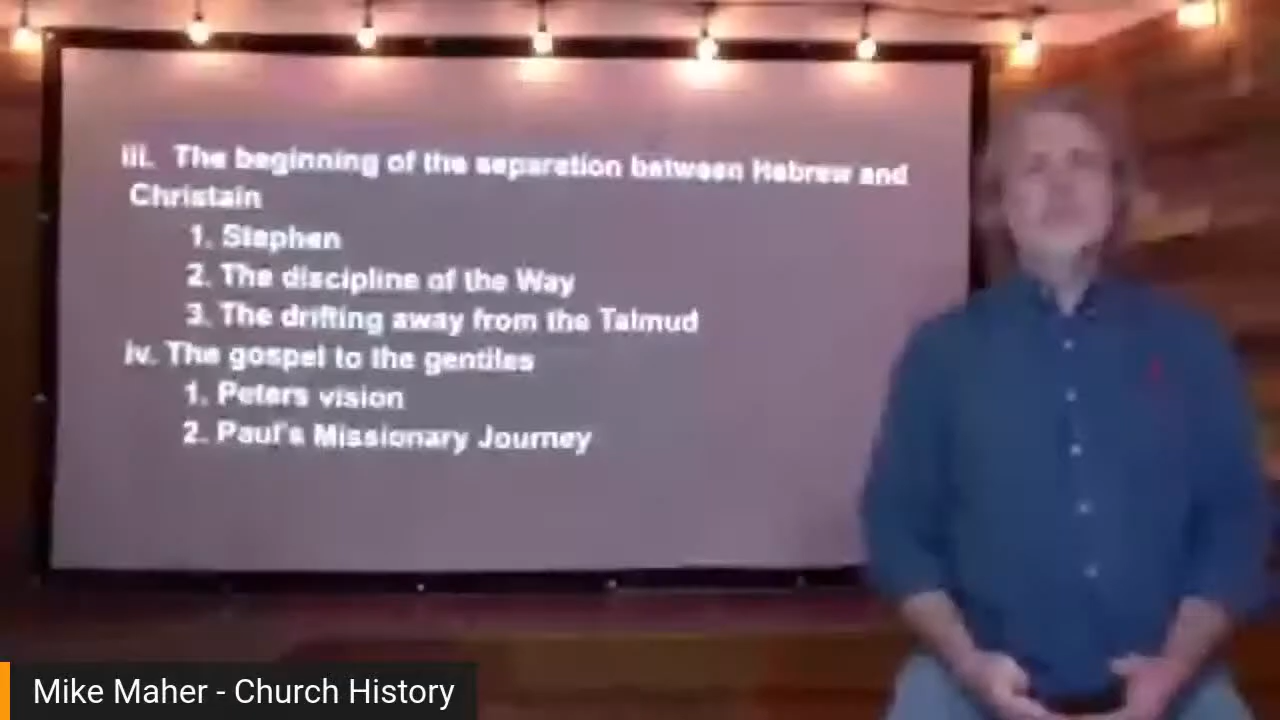 iii. The beginning of the separation between Hebrew and
Christain
1. Stephen
2. The discipline of the Way
3. The drifting away from the Talmud
iv. The gospel to the gentiles
1. Peters vision
2. Paul's Missionary Journey
Mike Maher - Church History